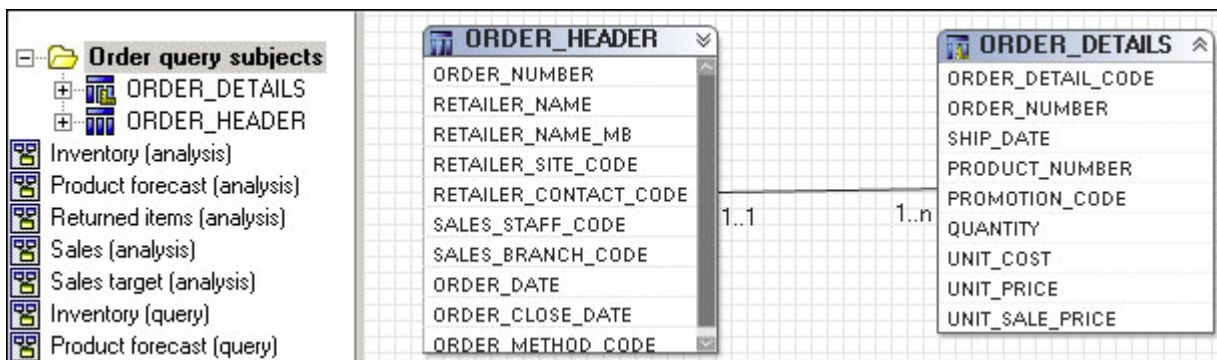 Order query subjects
ORDER_DETAILS
ORDER_HEADER
Inventory (analysis)
Product forecast (analysis)
Returned items (analysis)
Sales (analysis)
Sales target (analysis)
Inventory (query)
Product forecast (query)
ORDER_HEADER
ORDER_NUMBER
RETAILER_NAME
RETAILER_NAME_MB
RETAILER_SITE_CODE
RETAILER_CONTACT_CODE
SALES_STAFF_CODE
SALES_BRANCH_CODE
ORDER_DATE
ORDER_CLOSE_DATE
ORDER_METHOD_CODE
1..1
1..n
ORDER_DETAILS
ORDER_DETAIL_CODE
ORDER_NUMBER
SHIP_DATE
PRODUCT_NUMBER
PROMOTION_CODE
QUANTITY
UNIT_COST
UNIT_PRICE
UNIT_SALE_PRICE